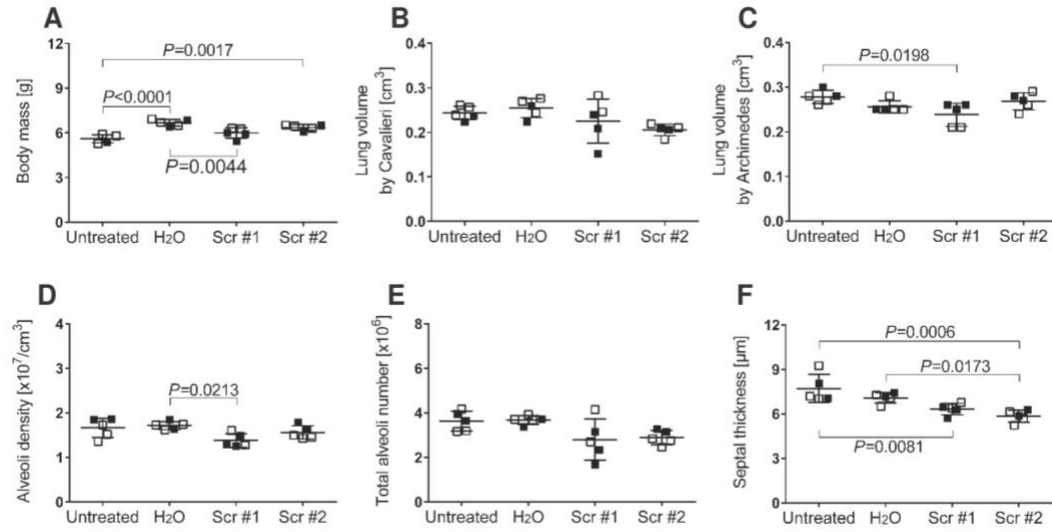 A
Body mass [g]
12
9
6
3
0
P=0.0017
P<0.0001
P=0.0044
Untreated H2O Scr #1 Scr #2
B
Lung volume
by Cavalieri [cm³]
0.4
0.3
0.2
0.1
0.0
Untreated H2O Scr #1 Scr #2
C
Lung volume
by Archimedes [cm³]
0.4
0.3
0.2
0.1
0.0
P=0.0198
Untreated H2O Scr #1 Scr #2
D
Alveoli density [x10⁷/cm³]
4
3
2
1
0
P=0.0213
Untreated H2O Scr #1 Scr #2
E
Total alveoli number [x10⁶]
8
6
4
2
0
Untreated H2O Scr #1 Scr #2
F
Septal thickness [µm]
12
9
6
3
0
P=0.0006
P=0.0173
P=0.0081
Untreated H2O Scr #1 Scr #2